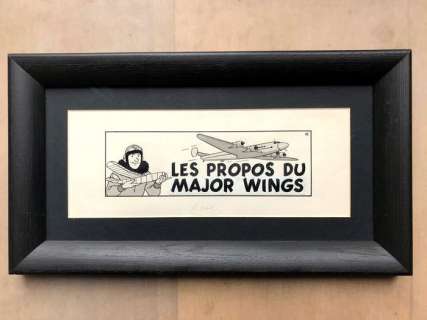 LES PROPOS DU
MAJOR WINGS